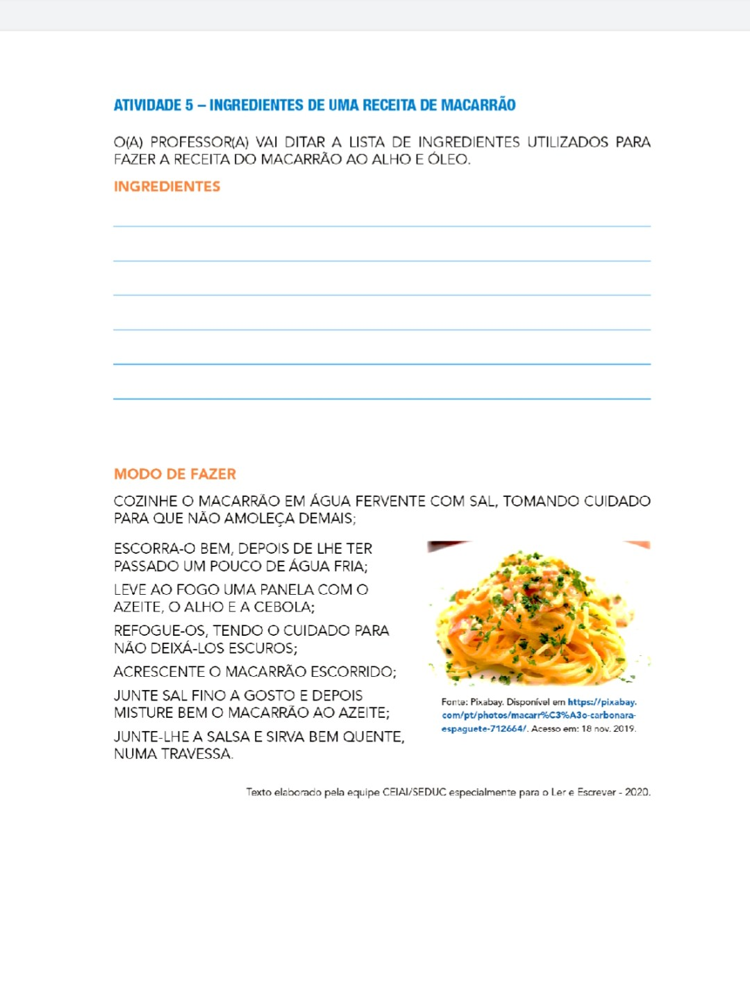 ATIVIDADE 5 – INGREDIENTES DE UMA RECEITA DE MACARRÃO
O(A) PROFESSOR(A) VAI DITAR A LISTA DE INGREDIENTES UTILIZADOS PARA
FAZER A RECEITA DO MACARRÃO AO ALHO E ÓLEO.
INGREDIENTES
MODO DE FAZER
COZINHE O MACARRÃO EM ÁGUA FERVENTE COM SAL, TOMANDO CUIDADO
PARA QUE NÃO AMOLEÇA DEMAIS;
ESCORRA-O BEM, DEPOIS DE LHE TER
PASSADO UM POUCO DE ÁGUA FRIA;
LEVE AO FOGO UMA PANELA COM O
AZEITE, O ALHO E A CEBOLA;
REFOGUE-OS, TENDO O CUIDADO PARA
NÃO DEIXÁ-LOS ESCUROS;
ACRESCENTE O MACARRÃO ESCORRIDO;
JUNTE SAL FINO A GOSTO E DEPOIS
MISTURE BEM O MACARRÃO AO AZEITE;
JUNTE-LHE A SALSA E SIRVA BEM QUENTE,
NUMA TRAVESSA.
Fonte: Pixabay. Disponível em https://pixabay.
com/pt/photos/macarr%C3%A3o-carbonara-
espaguete-712664/. Acesso em: 18 nov. 2019.
Texto elaborado pela equipe CEIAI/SEDUC especialmente para o Ler e Escrever - 2020.